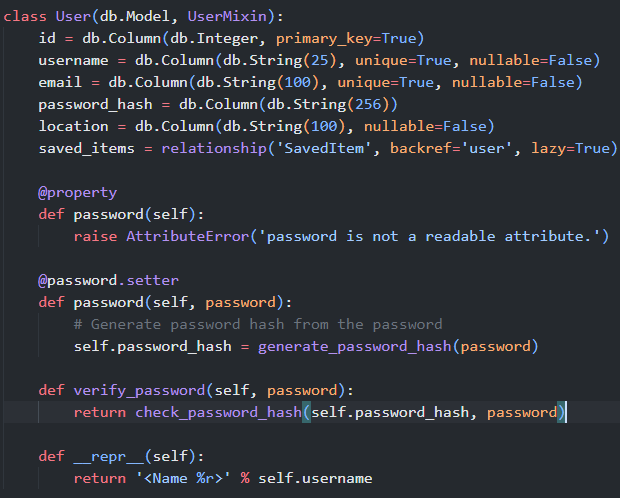 class User(db.Model, UserMixin):
    id = db.Column(db.Integer, primary_key=True)
    username = db.Column(db.String(25), unique=True, nullable=False)
    email = db.Column(db.String(100), unique=True, nullable=False)
    password_hash = db.Column(db.String(256))
    location = db.Column(db.String(100), nullable=False)
    saved_items = relationship('SavedItem', backref='user', lazy=True)

    @property
    def password(self):
        raise AttributeError('password is not a readable attribute.')

    @password.setter
    def password(self, password):
        # Generate password hash from the password
        self.password_hash = generate_password_hash(password)

    def verify_password(self, password):
        return check_password_hash(self.password_hash, password)

    def __repr__(self):
        return '<Name %r>' % self.username